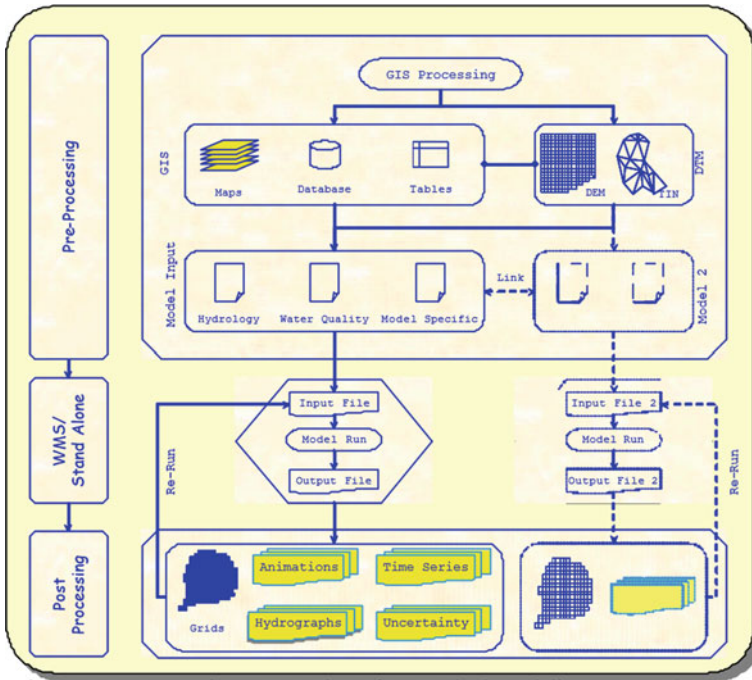 Pre-Processing
WMS/
Stand Alone
Post
Processing
GIS Processing
GIS
Maps
Database
Tables
DEM
TIN
DTM
Model Input
Hydrology
Water Quality
Model Specific
Link
Model 2
Re-Run
Input File
Model Run
Output File
Input File 2
Model Run
Output File 2
Re-Run
Grids
Animations
Time Series
Hydrographs
Uncertainty